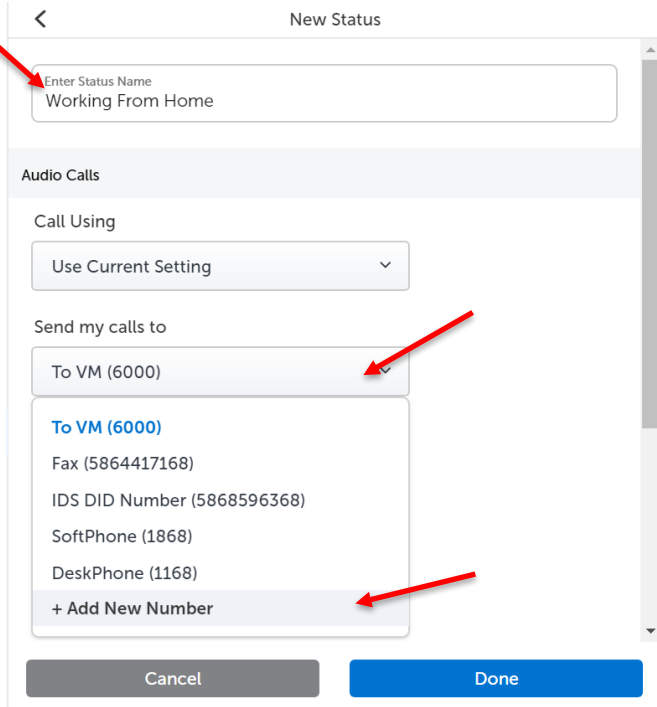 New Status
Enter Status Name
Working From Home
Audio Calls
Call Using
Use Current Setting
Send my calls to
To VM (6000)
To VM (6000)
Fax (5864417168)
IDS DID Number (5868596368)
SoftPhone (1868)
DeskPhone (1168)
+ Add New Number
Cancel
Done